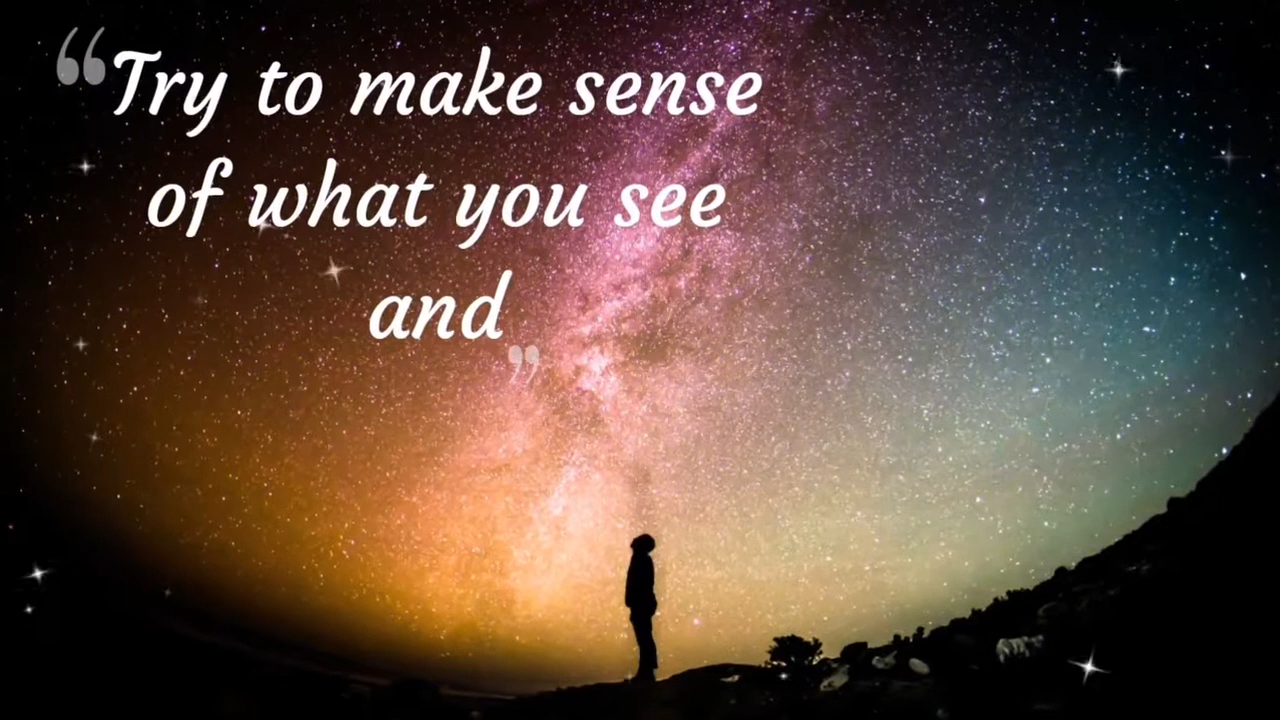 “Try to make sense
of what you see
and”